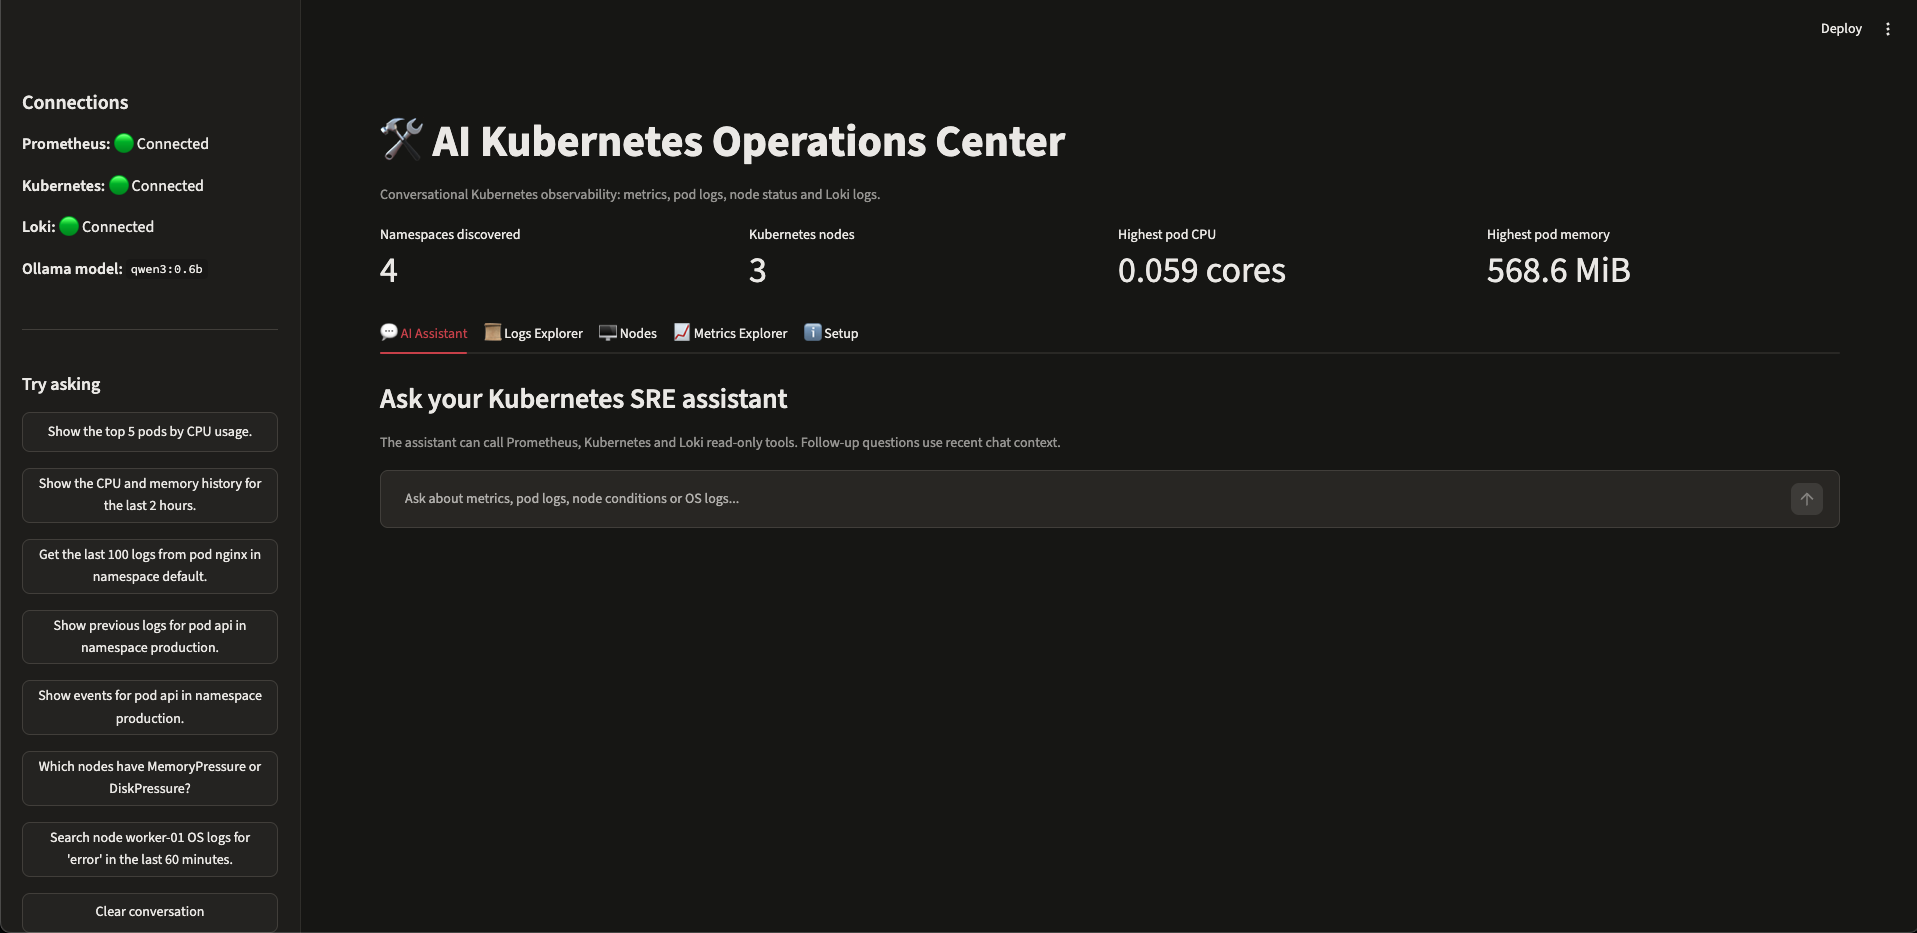 Deploy
Connections
Prometheus: Connected
Kubernetes: Connected
Loki: Connected
Ollama model: qwen3:0.6b
Try asking
Show the top 5 pods by CPU usage.
Show the CPU and memory history for
the last 2 hours.
Get the last 100 logs from pod nginx in
namespace default.
Show previous logs for pod api in
namespace production.
Show events for pod api in namespace
production.
Which nodes have MemoryPressure or
DiskPressure?
Search node worker-01 OS logs for
'error' in the last 60 minutes.
Clear conversation
AI Kubernetes Operations Center
Conversational Kubernetes observability: metrics, pod logs, node status and Loki logs.
Namespaces discovered
4
Kubernetes nodes
3
Highest pod CPU
0.059 cores
Highest pod memory
568.6 MiB
AI Assistant
Logs Explorer
Nodes
Metrics Explorer
Setup
Ask your Kubernetes SRE assistant
The assistant can call Prometheus, Kubernetes and Loki read-only tools. Follow-up questions use recent chat context.
Ask about metrics, pod logs, node conditions or OS logs...